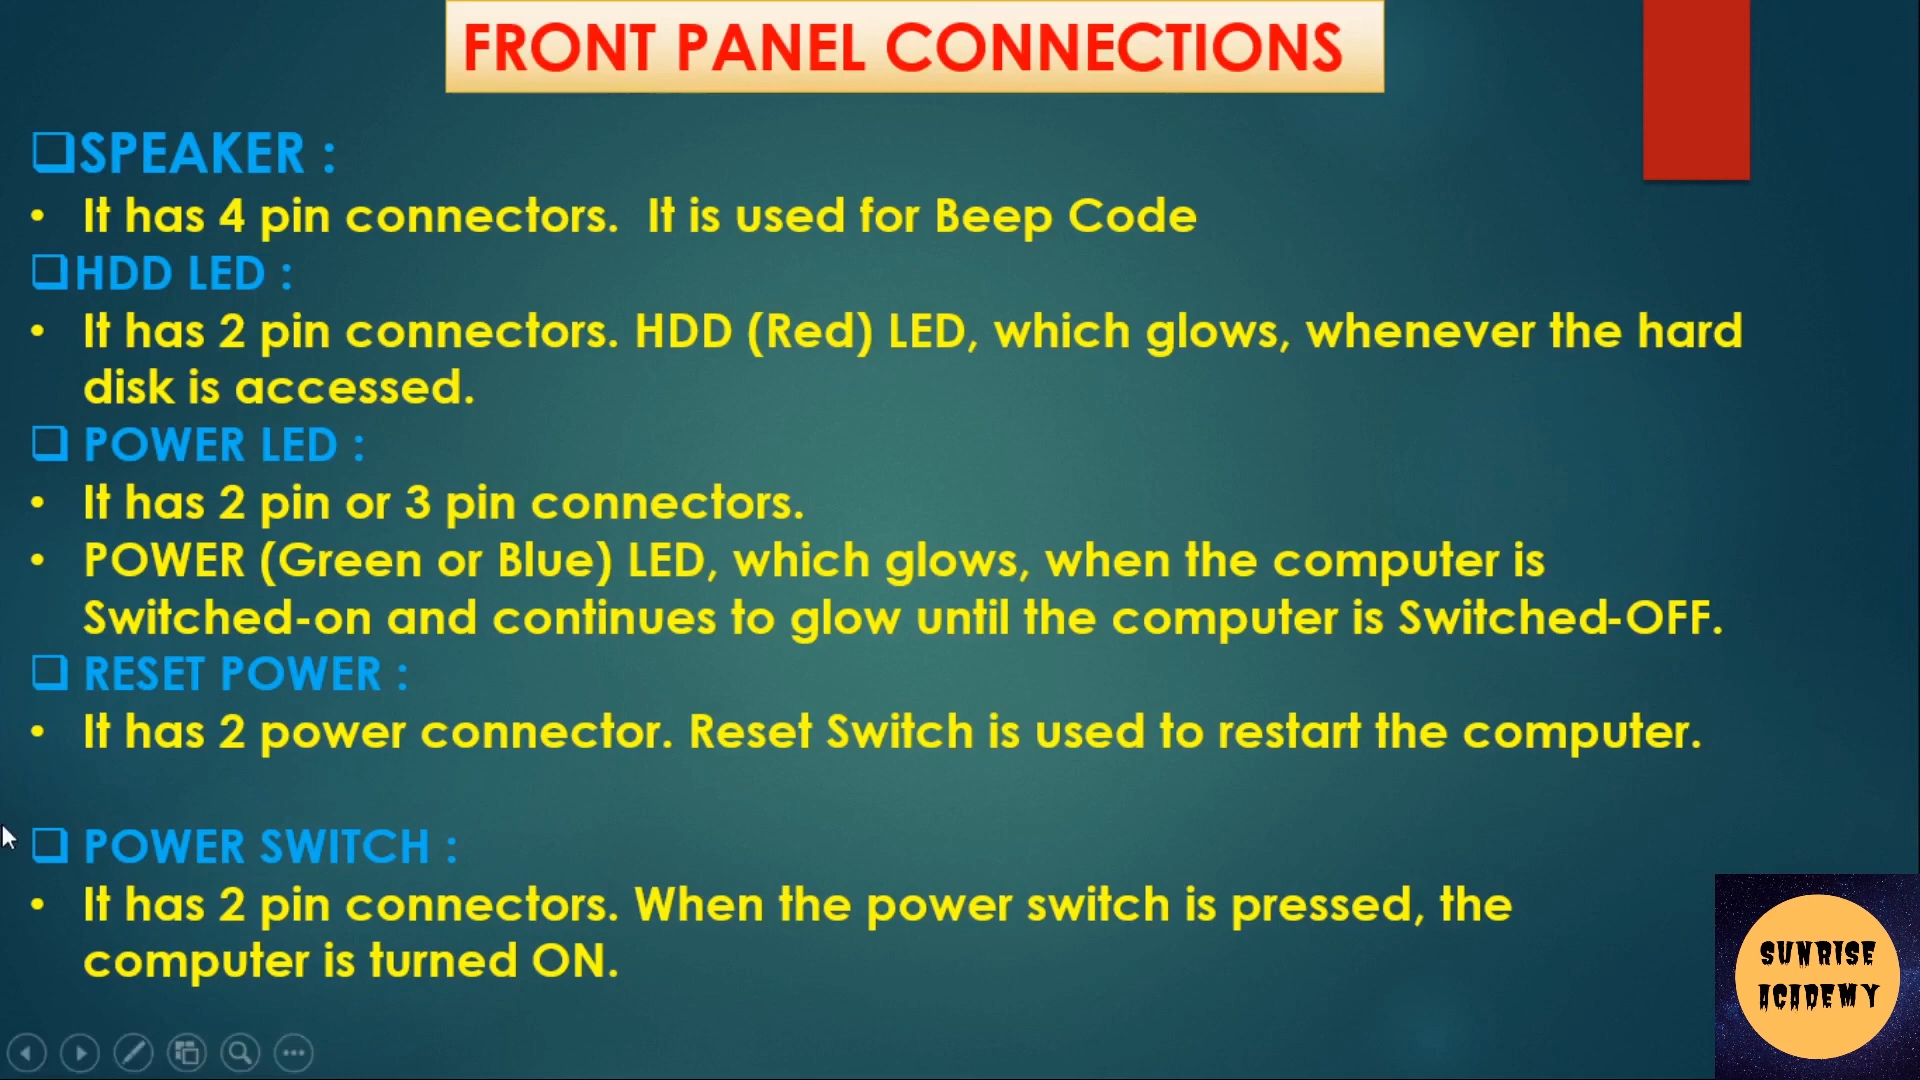 FRONT PANEL CONNECTIONS
SPEAKER :
• It has 4 pin connectors. It is used for Beep Code
HDD LED :
• It has 2 pin connectors. HDD (Red) LED, which glows, whenever the hard
disk is accessed.
POWER LED :
• It has 2 pin or 3 pin connectors.
• POWER (Green or Blue) LED, which glows, when the computer is
Switched-on and continues to glow until the computer is Switched-OFF.
RESET POWER :
• It has 2 power connector. Reset Switch is used to restart the computer.
POWER SWITCH :
• It has 2 pin connectors. When the power switch is pressed, the
computer is turned ON.
SUNRISE
ACADEMY